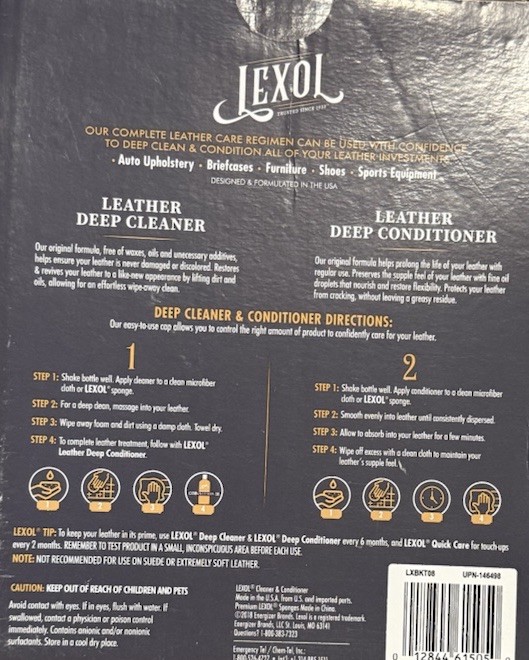 LEXOL
TRUSTED SINCE 1933
OUR COMPLETE LEATHER CARE REGIMEN CAN BE USED WITH CONFIDENCE
TO DEEP CLEAN & CONDITION ALL OF YOUR LEATHER INVESTMENTS
• Auto Upholstery • Briefcases • Furniture • Shoes • Sports Equipment
DESIGNED & FORMULATED IN THE USA
LEATHER
DEEP CLEANER
Our original formula, free of waxes, oils and unnecessary additives,
helps ensure your leather is never damaged or discolored. Restores
& revives your leather to a like-new appearance by lifting dirt and
oils, allowing for an effortless wipe-away clean.
LEATHER
DEEP CONDITIONER
Our original formula helps prolong the life of your leather with
regular use. Preserves the supple feel of your leather with fine oil
droplets that nourish and restore flexibility. Protects your leather
from cracking, without leaving a greasy residue.
DEEP CLEANER & CONDITIONER DIRECTIONS:
Our easy-to-use cap allows you to control the right amount of product to confidently care for your leather.
1
STEP 1: Shake bottle well. Apply cleaner to a clean microfiber
cloth or LEXOL® sponge.
STEP 2: For a deep clean, massage into your leather.
STEP 3: Wipe away foam and dirt using a damp cloth. Towel dry.
STEP 4: To complete leather treatment, follow with LEXOL®
Leather Deep Conditioner.
1
2
3
4
2
STEP 1: Shake bottle well. Apply conditioner to a clean microfiber
cloth or LEXOL® sponge.
STEP 2: Smooth evenly into leather until consistently dispersed.
STEP 3: Allow to absorb into your leather for a few minutes.
STEP 4: Wipe off excess with a clean cloth to maintain your
leather's supple feel.
1
2
3
4
LEXOL® TIP: To keep your leather in its prime, use LEXOL® Deep Cleaner & LEXOL® Deep Conditioner every 6 months, and LEXOL® Quick Care for touch-ups
every 2 months. REMEMBER TO TEST PRODUCT IN A SMALL, INCONSPICUOUS AREA BEFORE EACH USE.
NOTE: NOT RECOMMENDED FOR USE ON SUEDE OR EXTREMELY SOFT LEATHER.
CAUTION: KEEP OUT OF REACH OF CHILDREN AND PETS
Avoid contact with eyes. If in eyes, flush with water. If
swallowed, contact a physician or poison control
immediately. Contains anionic and/or nonionic
surfactants. Store in a cool dry place.
LEXOL® Cleaner & Conditioner
Made in the U.S.A. from U.S. and imported parts.
Premium LEXOL® Sponges Made in China.
©2018 Energizer Brands. Lexol is a registered trademark.
Energizer Brands, LLC St. Louis, MO 63141
Questions? 1-800-383-7323
Emergency Tel / Chem-Tel, Inc.:
LXBKT08 UPN-146498
0 12844 61505